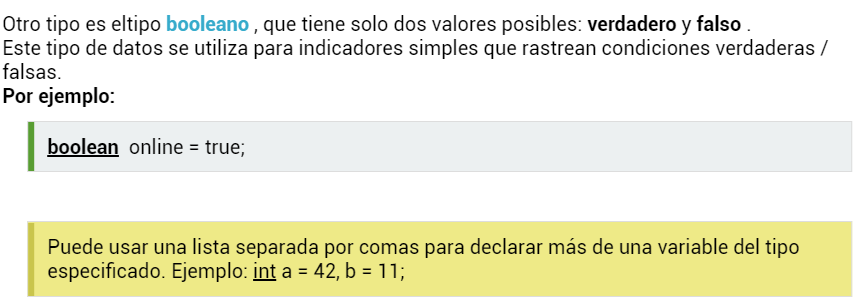 Otro tipo es eltipo booleano , que tiene solo dos valores posibles: verdadero y falso .
Este tipo de datos se utiliza para indicadores simples que rastrean condiciones verdaderas /
falsas.
Por ejemplo:
boolean online = true;
Puede usar una lista separada por comas para declarar más de una variable del tipo
especificado. Ejemplo: int a = 42, b = 11;